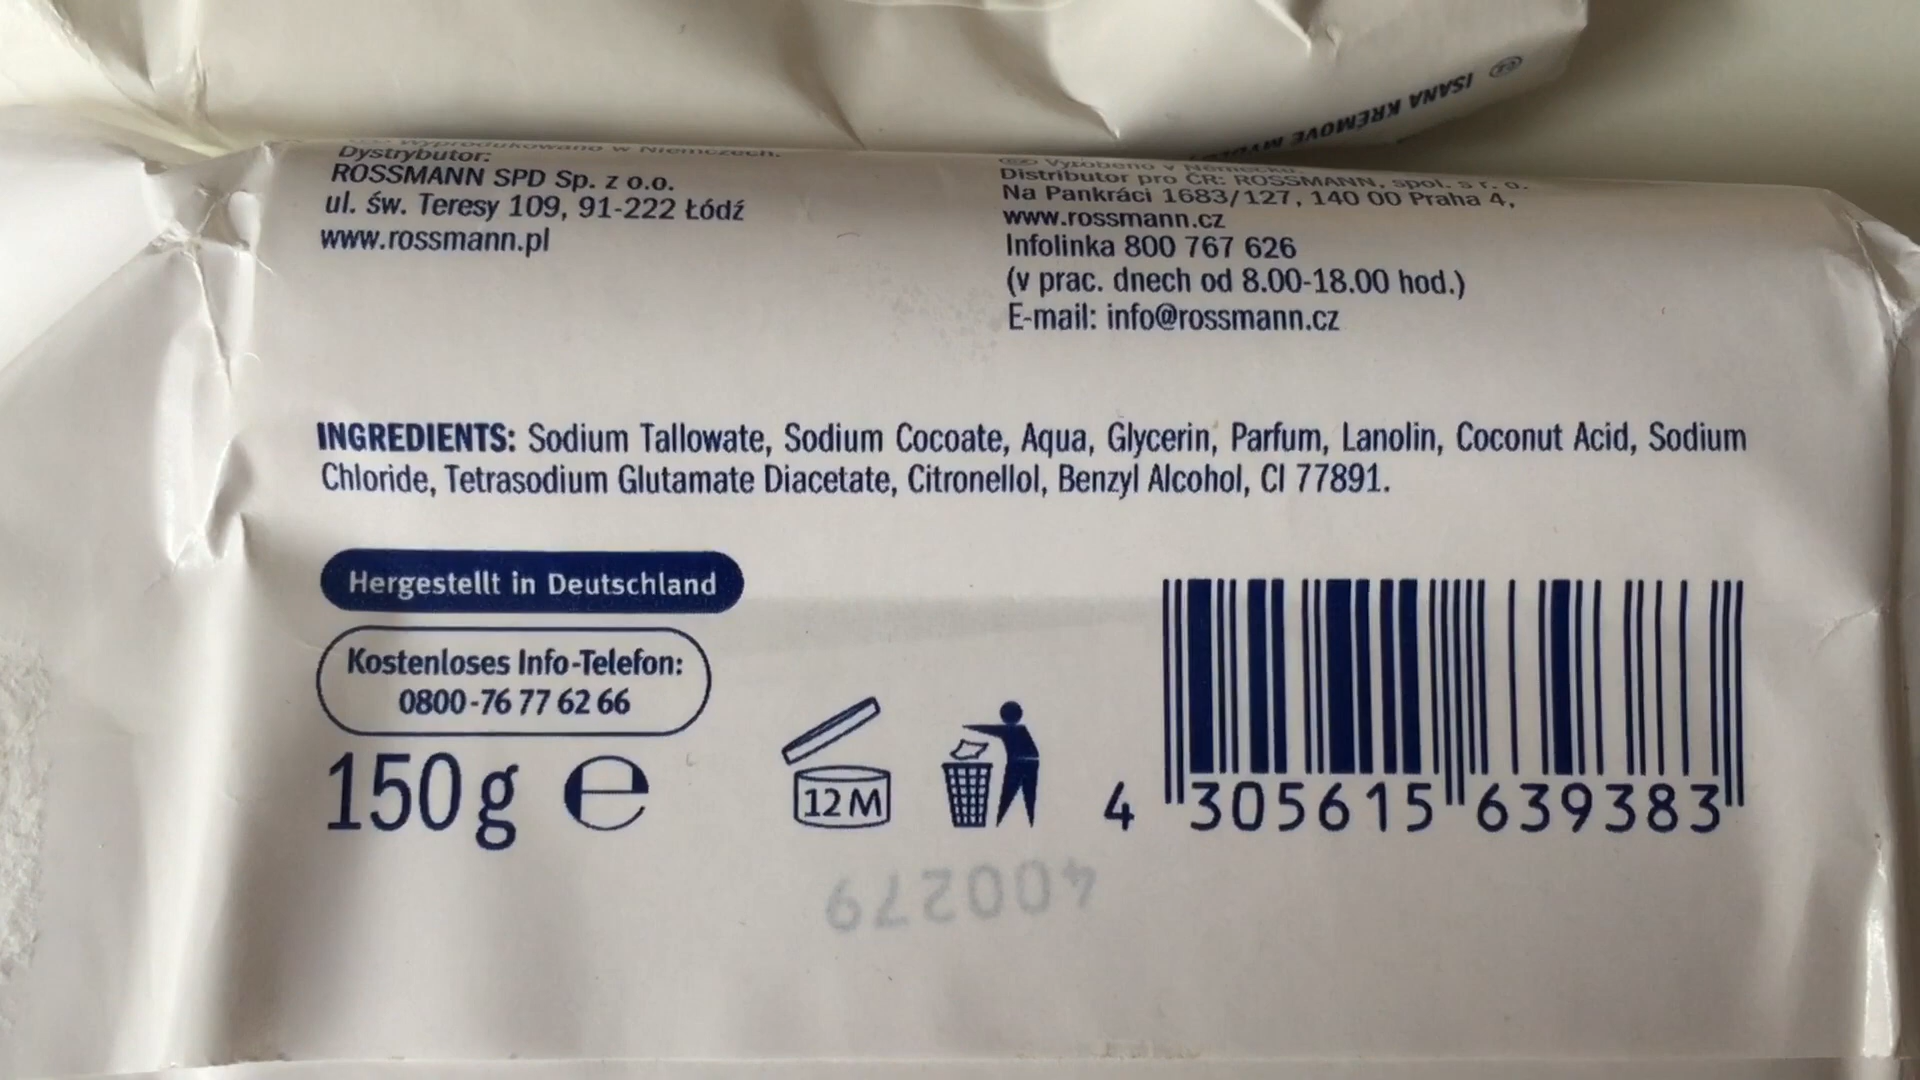 ISANA KRÉMOVÉ
Wyprodukowano w Niemczech.
Dystrybutor:
ROSSMANN SPD Sp. z o.o.
ul. św. Teresy 109, 91-222 Łódź
www.rossmann.pl
CZ Vyrobeno v Německu.
Distributor pro ČR: ROSSMANN, spol. s r. o.
Na Pankráci 1683/127, 140 00 Praha 4,
www.rossmann.cz
Infolinka 800 767 626
(v prac. dnech od 8.00-18.00 hod.)
E-mail: info@rossmann.cz
INGREDIENTS: Sodium Tallowate, Sodium Cocoate, Aqua, Glycerin, Parfum, Lanolin, Coconut Acid, Sodium
Chloride, Tetrasodium Glutamate Diacetate, Citronellol, Benzyl Alcohol, CI 77891.
Hergestellt in Deutschland
Kostenloses Info-Telefon:
0800-76 77 62 66
150 g e
12 M
4 305615 639383
400279